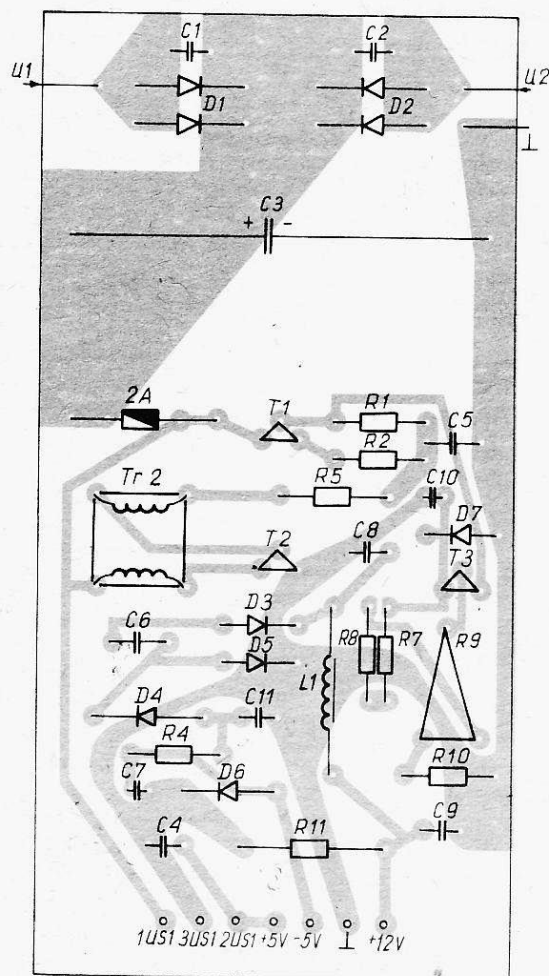 C1 C2
U1 U2
D1 D2
⊥
C3
+ -
2A T1 R1
R2 C5
Tr 2 R5 C10
D7
T2 C8 T3
D3
C6 D5 R8 R7 R9
L1
D4 C11
R4
C7 D6 R10
C9
C4 R11
1US1 3US1 2US1 +5V -5V ⊥ +12V